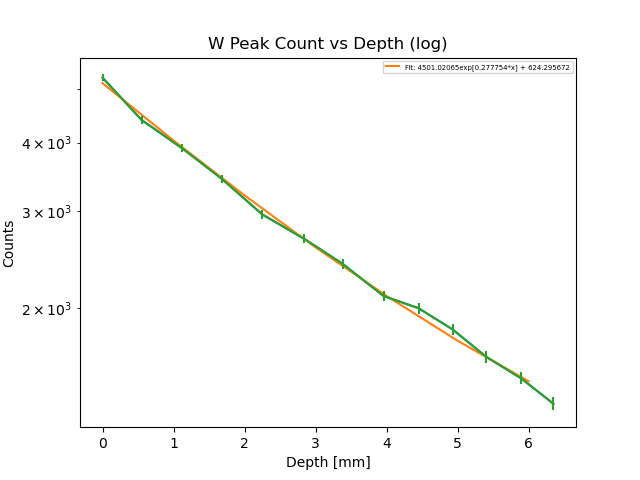 W Peak Count vs Depth (log)
Fit: 4501.02065exp[0.277754*x] + 624.295672
4 × 10³
3 × 10³
2 × 10³
Counts
0 1 2 3 4 5 6
Depth [mm]